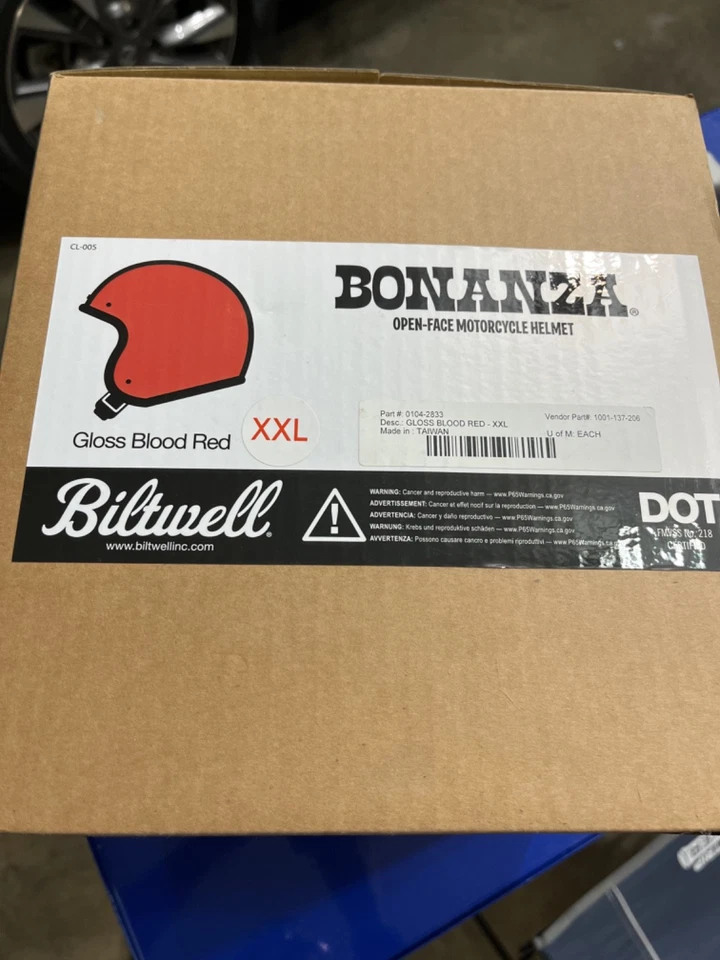 CL-005
BONANZA®
OPEN-FACE MOTORCYCLE HELMET
Gloss Blood Red
XXL
Part #: 0104-2833
Vendor Part#: 1001-137-206
Desc.: GLOSS BLOOD RED - XXL
Made in : TAIWAN
U of M: EACH
Biltwell®
www.biltwellinc.com
WARNING: Cancer and reproductive harm — www.P65Warnings.ca.gov
ADVERTISSEMENT: Cancer et effet nocif sur la reproduction — www.P65Warnings.ca.gov
ADVERTENCIA: Cancer y daño reproductivo — www.P65Warnings.ca.gov
WARNUNG: Krebs und reproduktive schäden — www.P65Warnings.ca.gov
AVVERTENZA: Possono causare cancro e problemi riproduttivi — www.P65Warnings.ca.gov
DOT
FMVSS No. 218
CERTIFIED